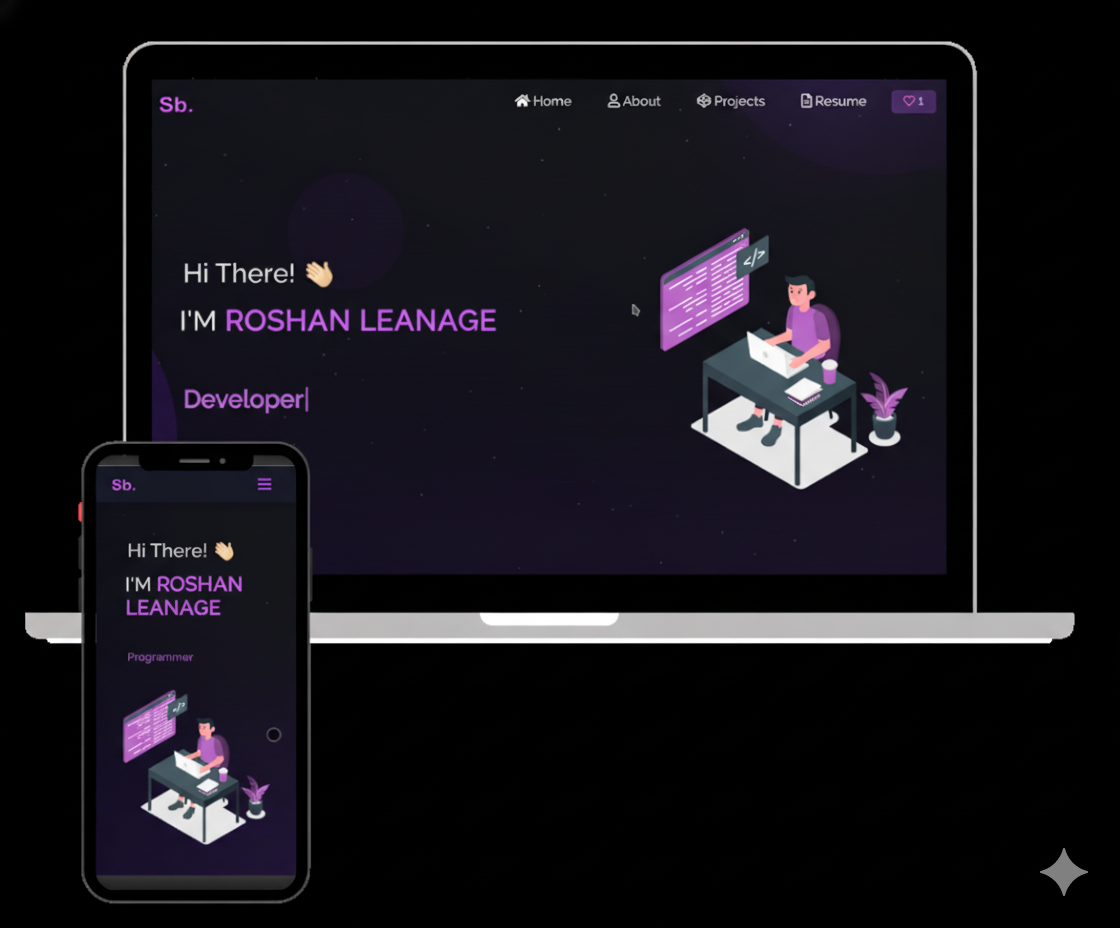 Sb.
Home About Projects Resume 1
Hi There! 👋🏻
I'M ROSHAN LEANAGE
Developer|
</>
Sb.
Hi There! 👋🏻
I'M ROSHAN
LEANAGE
Programmer
</>